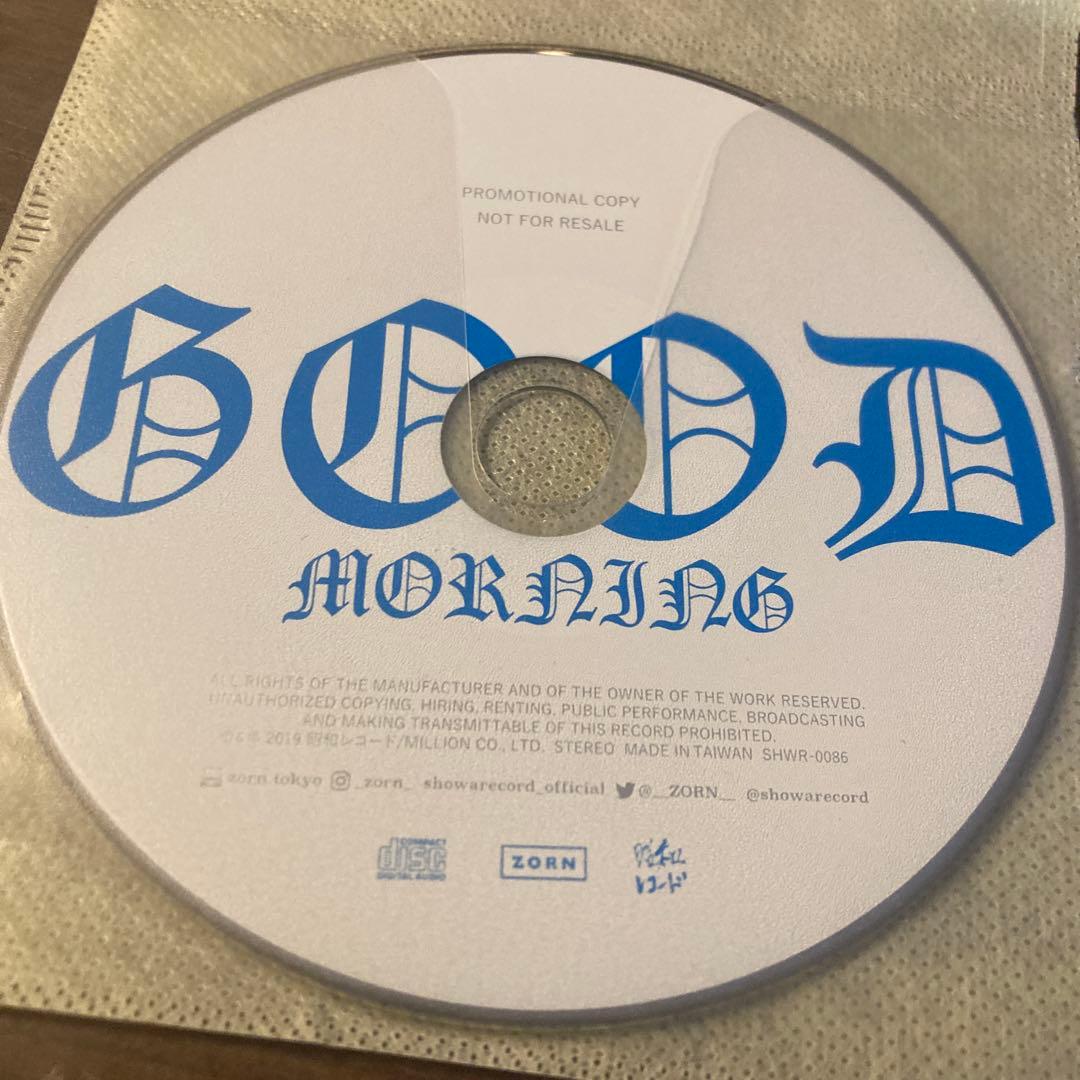 PROMOTIONAL COPY
NOT FOR RESALE
GOOD
MORNING
ALL RIGHTS OF THE MANUFACTURER AND OF THE OWNER OF THE WORK RESERVED.
UNAUTHORIZED COPYING, HIRING, RENTING, PUBLIC PERFORMANCE, BROADCASTING
AND MAKING TRANSMITTABLE OF THIS RECORD PROHIBITED.
2019 昭和レコード/MILLION CO., LTD. STEREO MADE IN TAIWAN SHWR-0086
zorn.tokyo _zorn_ showarecord_official @__ZORN__ @showarecord
COMPACT
disc
DIGITAL AUDIO
ZORN
昭和
レコード